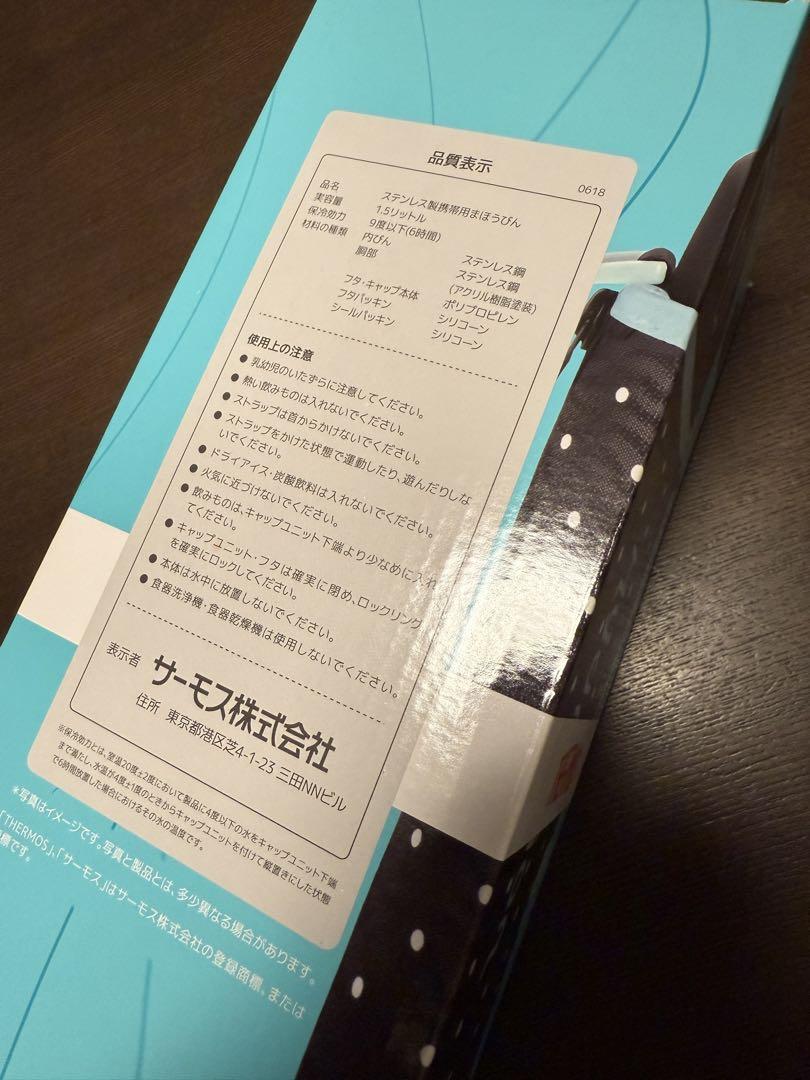 品質表示
0618
品名 ステンレス製携帯用まほうびん
実容量 1.5リットル
保冷効力 9度以下(6時間)
材料の種類 内びん ステンレス鋼
胴部 ステンレス鋼
(アクリル樹脂塗装)
フタ・キャップ本体 ポリプロピレン
フタパッキン シリコーン
シールパッキン シリコーン
使用上の注意
●乳幼児のいたずらに注意してください。
●熱い飲みものは入れないでください。
●ストラップは首からかけないでください。
●ストラップをかけた状態で運動したり、遊んだりしな
いでください。
●ドライアイス・炭酸飲料は入れないでください。
●火気に近づけないでください。
●飲みものは、キャップユニット下端より少なめに入れ
てください。
●キャップユニット・フタは確実に閉め、ロックリング
を確実にロックしてください。
●本体は水中に放置しないでください。
●食器洗浄機・食器乾燥機は使用しないでください。
表示者 サーモス株式会社
住所 東京都港区芝4-1-23 三田NNビル
※保冷効力とは、室温20度±2度において製品に4度以下の水をキャップユニット下端
まで満たし、水温が4度±1度のときからキャップユニットを付けて縦置きにした状態
で6時間放置した場合におけるその水の温度です。
*写真はイメージです。写真と製品とは、多少異なる場合があります。
「THERMOS」、「サーモス」はサーモス株式会社の登録商標、または
標です。